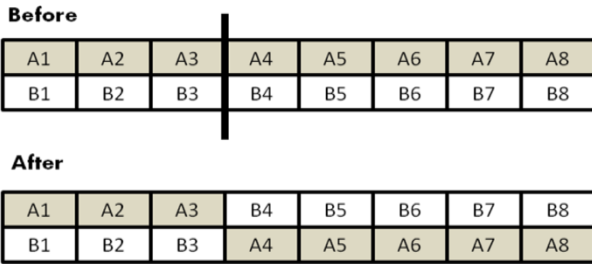 Before
A1 A2 A3 A4 A5 A6 A7 A8
B1 B2 B3 B4 B5 B6 B7 B8
After
A1 A2 A3 B4 B5 B6 B7 B8
B1 B2 B3 A4 A5 A6 A7 A8